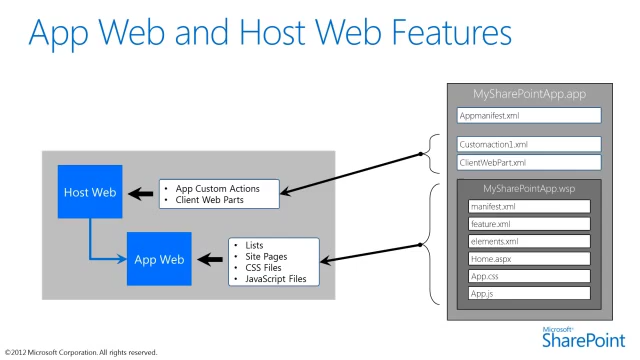 App Web and Host Web Features
MySharePointApp.app
Appmanifest.xml
Customaction1.xml
ClientWebPart.xml
MySharePointApp.wsp
manifest.xml
feature.xml
elements.xml
Home.aspx
App.css
App.js
Host Web
• App Custom Actions
• Client Web Parts
App Web
• Lists
• Site Pages
• CSS Files
• JavaScript Files
Microsoft®
SharePoint
©2012 Microsoft Corporation. All rights reserved.